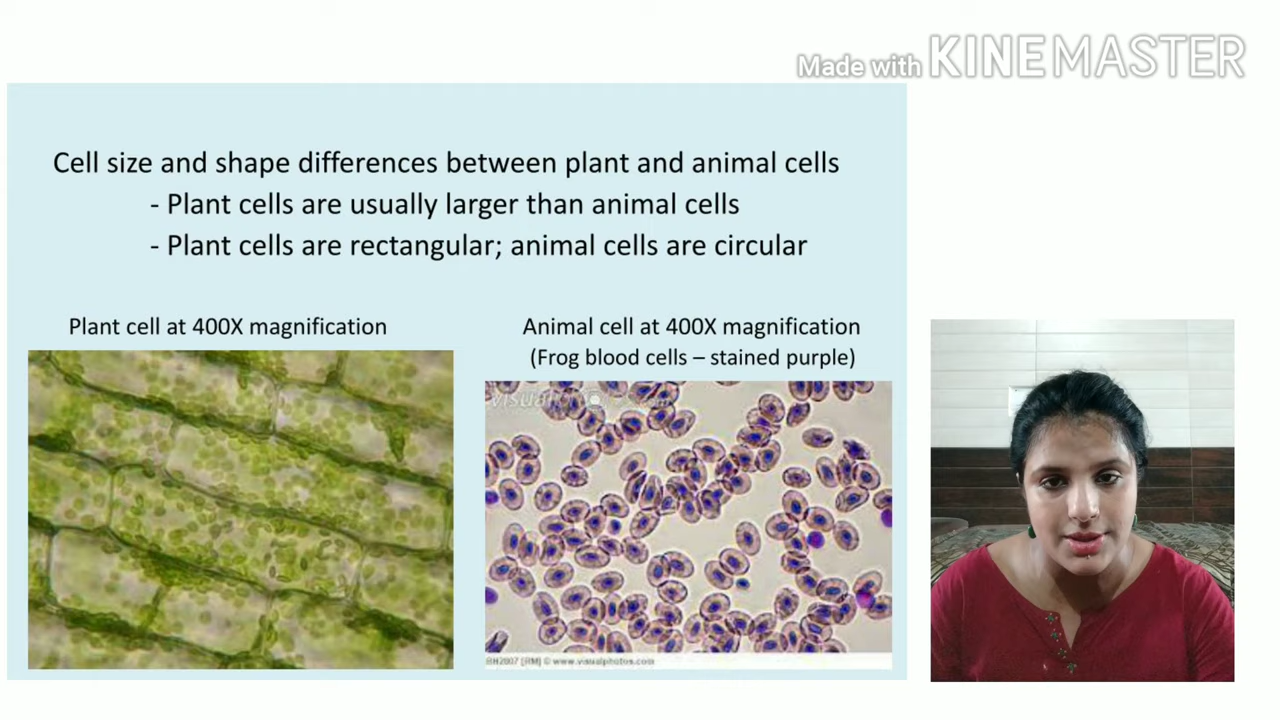 Made with KINEMASTER
Cell size and shape differences between plant and animal cells
- Plant cells are usually larger than animal cells
- Plant cells are rectangular; animal cells are circular
Plant cell at 400X magnification
Animal cell at 400X magnification
(Frog blood cells – stained purple)
BH2007 [RM] © www.visualphotos.com